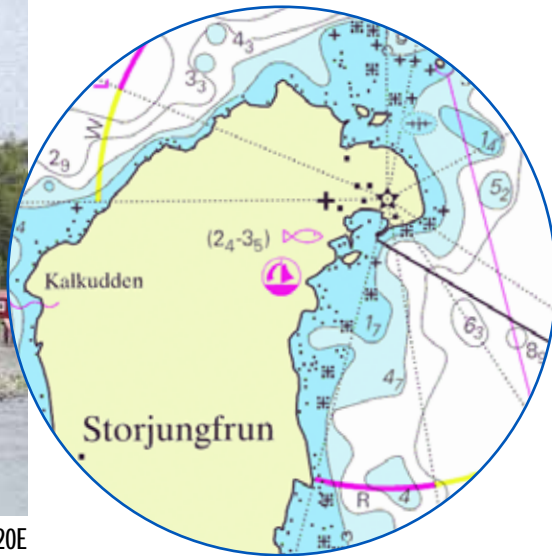 4₃
3₃
W
2₉
1₄
5₂
(2₄-3₅)
Kalkudden
6₃
1₇
8₉
4₇
Storjungfrun
R
4
20E